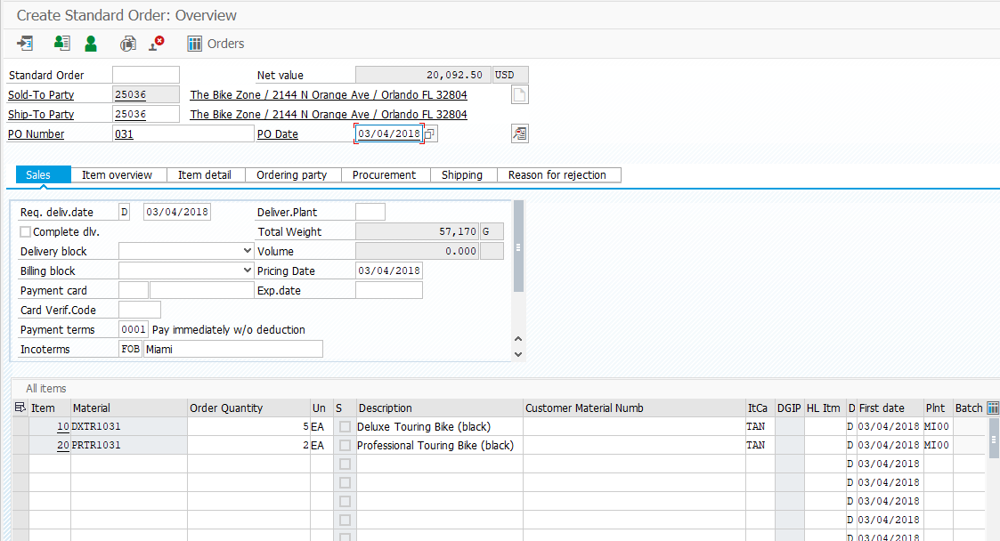 Create Standard Order: Overview
Orders
Standard Order Net value 20,092.50 USD
Sold-To Party 25036 The Bike Zone / 2144 N Orange Ave / Orlando FL 32804
Ship-To Party 25036 The Bike Zone / 2144 N Orange Ave / Orlando FL 32804
PO Number 031 PO Date 03/04/2018
Sales Item overview Item detail Ordering party Procurement Shipping Reason for rejection
Req. deliv.date D 03/04/2018 Deliver.Plant
Complete dlv. Total Weight 57,170 G
Delivery block Volume 0.000
Billing block Pricing Date 03/04/2018
Payment card Exp.date
Card Verif.Code
Payment terms 0001 Pay immediately w/o deduction
Incoterms FOB Miami
All items
Item Material Order Quantity Un S Description Customer Material Numb ItCa DGIP HL Itm D First date Plnt Batch
10 DXTR1031 5 EA Deluxe Touring Bike (black) TAN D 03/04/2018 MI00
20 PRTR1031 2 EA Professional Touring Bike (black) TAN D 03/04/2018 MI00
D 03/04/2018
D 03/04/2018
D 03/04/2018
D 03/04/2018
D 03/04/2018